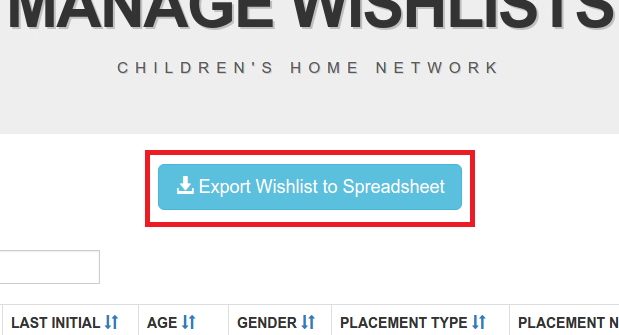 MANAGE WISHLISTS
CHILDREN'S HOME NETWORK
Export Wishlist to Spreadsheet
LAST INITIAL AGE GENDER PLACEMENT TYPE PLACEMENT N